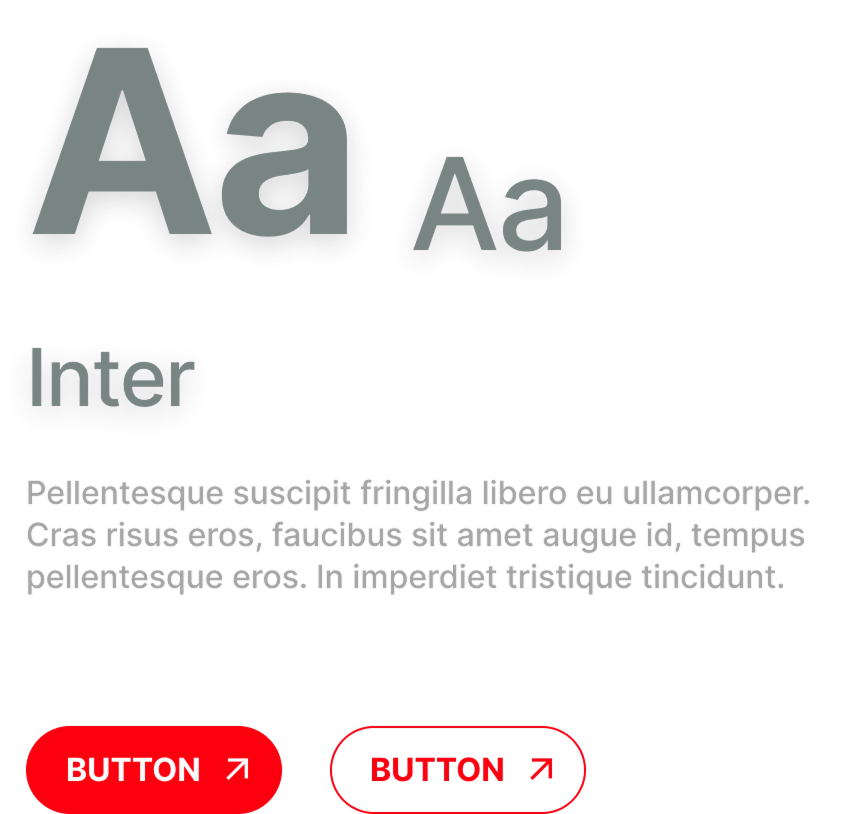 Aa Aa
Inter
Pellentesque suscipit fringilla libero eu ullamcorper.
Cras risus eros, faucibus sit amet augue id, tempus
pellentesque eros. In imperdiet tristique tincidunt.
BUTTON BUTTON